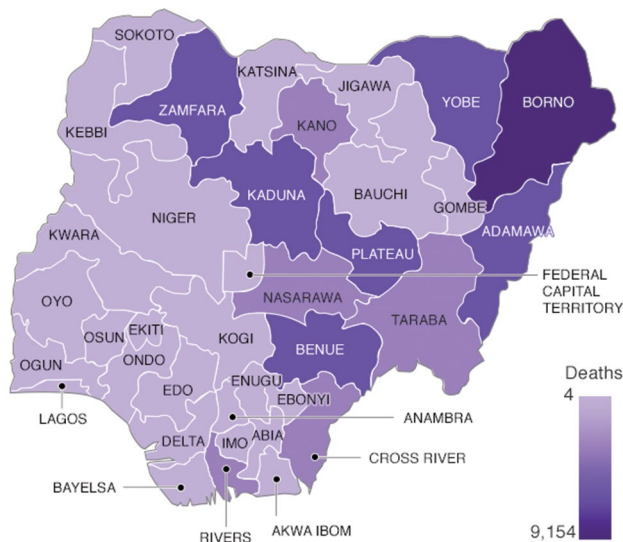 SOKOTO
KATSINA
JIGAWA
YOBE
BORNO
ZAMFARA
KANO
KEBBI
KADUNA
BAUCHI
GOMBE
NIGER
ADAMAWA
KWARA
PLATEAU
FEDERAL
CAPITAL
TERRITORY
NASARAWA
OYO
TARABA
EKITI
OSUN
KOGI
BENUE
ONDO
OGUN
Deaths
ENUGU
4
EDO
EBONYI
LAGOS
ANAMBRA
DELTA
IMO
ABIA
CROSS RIVER
BAYELSA
RIVERS
AKWA IBOM
9,154